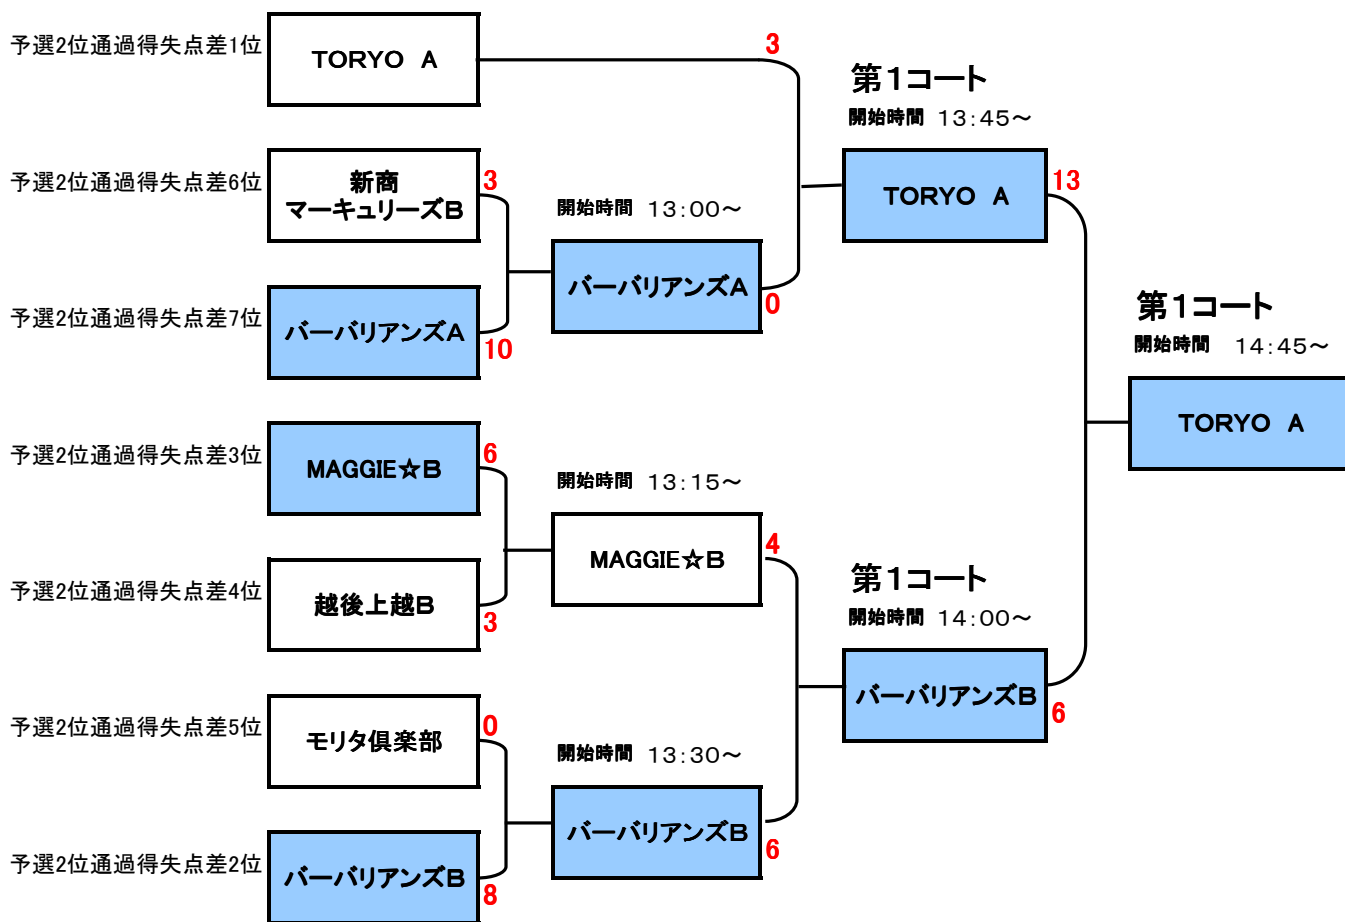 予選2位通過得失点差1位
TORYO A
3
第1コート
開始時間 13:45~
予選2位通過得失点差6位
新商
マーキュリーズB
3
開始時間 13:00~
TORYO A
13
予選2位通過得失点差7位
バーバリアンズA
10
バーバリアンズA
0
第1コート
開始時間 14:45~
TORYO A
予選2位通過得失点差3位
MAGGIE☆B
6
開始時間 13:15~
MAGGIE☆B
4
予選2位通過得失点差4位
越後上越B
3
第1コート
開始時間 14:00~
バーバリアンズB
6
予選2位通過得失点差5位
モリタ倶楽部
0
開始時間 13:30~
バーバリアンズB
6
予選2位通過得失点差2位
バーバリアンズB
8